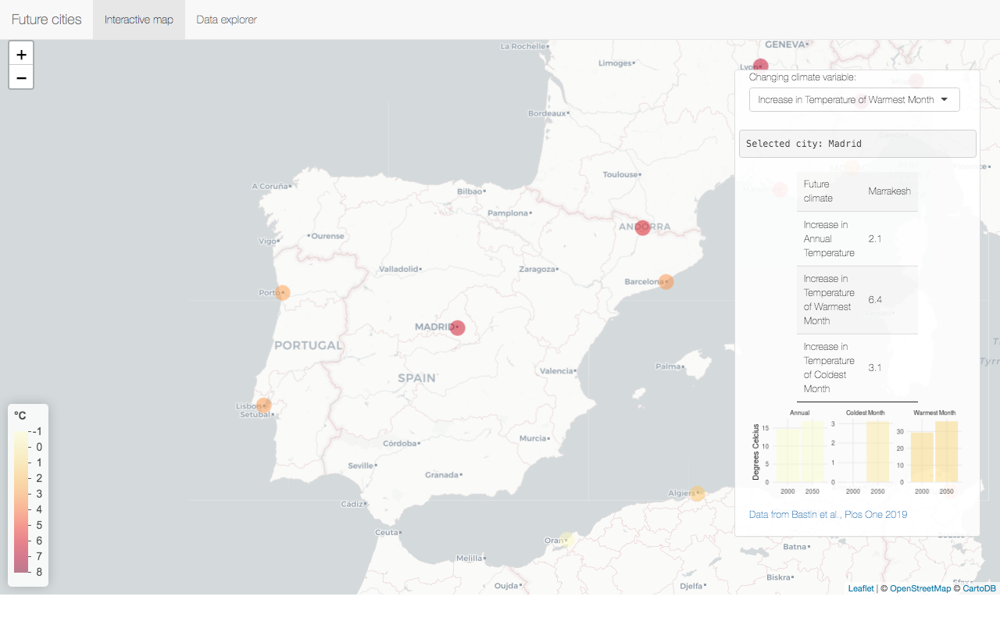 Future cities
Interactive map
Data explorer
+
−
La Rochelle
GENEVA
Limoges
Lyon
Changing climate variable:
Increase in Temperature of Warmest Month
Bordeaux
Selected city: Madrid
Toulouse
A Coruña
Bilbao
Future
climate
Marrakesh
Pamplona
ANDORRA
Ourense
Vigo
Increase in
Annual
Temperature
2.1
Valladolid
Zaragoza
Barcelona
Porto
Increase in
Temperature
of Warmest
Month
6.4
MADRID
PORTUGAL
SPAIN
Valencia
Palma
Increase in
Temperature
of Coldest
Month
3.1
Lisbon
Setubal
°C
-1
0
1
2
3
4
5
6
7
8
Annual
Coldest Month
Warmest Month
Degrees Celcius
15
10
5
0
3
2
1
0
30
20
10
0
2000
2050
2000
2050
2000
2050
Murcia
Córdoba
Seville
Granada
Cádiz
Algiers
Data from Bastin et al., Plos One 2019
Ceuta
Oran
Melilla
Batna
Oujda
Djelfa
Biskra
Leaflet | © OpenStreetMap © CartoDB